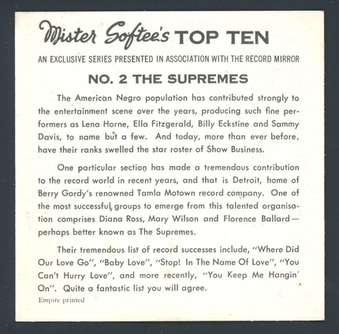 Mister Softee's TOP TEN
AN EXCLUSIVE SERIES PRESENTED IN ASSOCIATION WITH THE RECORD MIRROR
NO. 2 THE SUPREMES
The American Negro population has contributed strongly to
the entertainment scene over the years, producing such fine per-
formers as Lena Horne, Ella Fitzgerald, Billy Eckstine and Sammy
Davis, to name but a few. And today, more than ever before,
have their ranks swelled the star roster of Show Business.
One particular section has made a tremendous contribution
to the record world in recent years, and that is Detroit, home of
Berry Gordy's renowned Tamla Motown record company. One of
the most successful groups to emerge from this talented organisa-
tion comprises Diana Ross, Mary Wilson and Florence Ballard—
perhaps better known as The Supremes.
Their tremendous list of record successes include, "Where Did
Our Love Go", "Baby Love", "Stop! In The Name Of Love", "You
Can't Hurry Love", and more recently, "You Keep Me Hangin'
On". Quite a fantastic list you will agree.
Empire printed